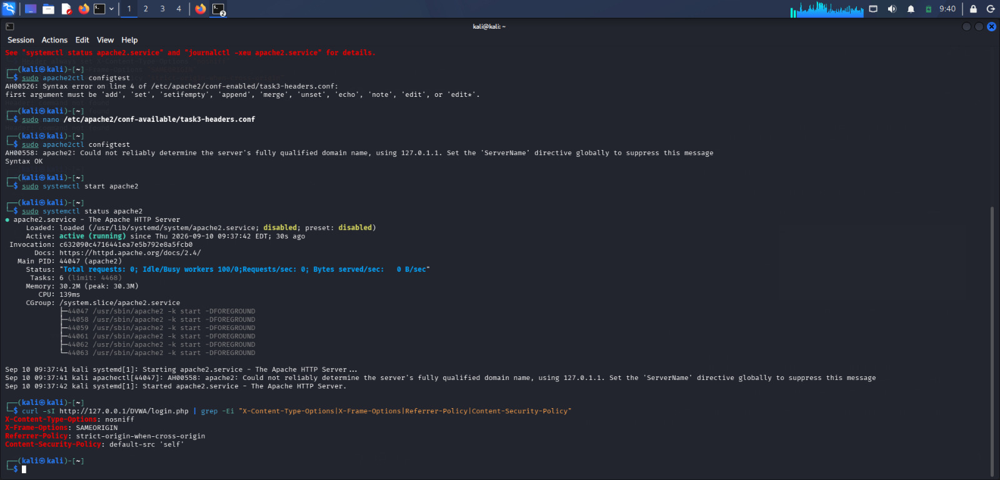 1 2 3 4 2 9:40
kali@kali: ~
Session Actions Edit View Help
See "systemctl status apache2.service" and "journalctl -xeu apache2.service" for details.
┌──(kali㉿kali)-[~]
└─$ sudo apache2ctl configtest
AH00526: Syntax error on line 4 of /etc/apache2/conf-enabled/task3-headers.conf:
first argument must be 'add', 'set', 'setifempty', 'append', 'merge', 'unset', 'echo', 'note', 'edit', or 'edit*'.
┌──(kali㉿kali)-[~]
└─$ sudo nano /etc/apache2/conf-available/task3-headers.conf
┌──(kali㉿kali)-[~]
└─$ sudo apache2ctl configtest
AH00558: apache2: Could not reliably determine the server's fully qualified domain name, using 127.0.1.1. Set the 'ServerName' directive globally to suppress this message
Syntax OK
┌──(kali㉿kali)-[~]
└─$ sudo systemctl start apache2
┌──(kali㉿kali)-[~]
└─$ sudo systemctl status apache2
● apache2.service - The Apache HTTP Server
Loaded: loaded (/usr/lib/systemd/system/apache2.service; disabled; preset: disabled)
Active: active (running) since Thu 2026-09-10 09:37:42 EDT; 30s ago
Invocation: c632090c4716441ea7e5b792e8a5fcb0
Docs: https://httpd.apache.org/docs/2.4/
Main PID: 44047 (apache2)
Status: "Total requests: 0; Idle/Busy workers 100/0;Requests/sec: 0; Bytes served/sec:   0 B/sec"
Tasks: 6 (limit: 4468)
Memory: 30.2M (peak: 30.3M)
CPU: 139ms
CGroup: /system.slice/apache2.service
├─44047 /usr/sbin/apache2 -k start -DFOREGROUND
├─44058 /usr/sbin/apache2 -k start -DFOREGROUND
├─44059 /usr/sbin/apache2 -k start -DFOREGROUND
├─44061 /usr/sbin/apache2 -k start -DFOREGROUND
├─44062 /usr/sbin/apache2 -k start -DFOREGROUND
└─44063 /usr/sbin/apache2 -k start -DFOREGROUND
Sep 10 09:37:41 kali systemd[1]: Starting apache2.service - The Apache HTTP Server...
Sep 10 09:37:41 kali apachectl[44047]: AH00558: apache2: Could not reliably determine the server's fully qualified domain name, using 127.0.1.1. Set the 'ServerName' directive globally to suppress this message
Sep 10 09:37:42 kali systemd[1]: Started apache2.service - The Apache HTTP Server.
┌──(kali㉿kali)-[~]
└─$ curl -sI http://127.0.0.1/DVWA/login.php | grep -Ei "X-Content-Type-Options|X-Frame-Options|Referrer-Policy|Content-Security-Policy"
X-Content-Type-Options: nosniff
X-Frame-Options: SAMEORIGIN
Referrer-Policy: strict-origin-when-cross-origin
Content-Security-Policy: default-src 'self'
┌──(kali㉿kali)-[~]
└─$